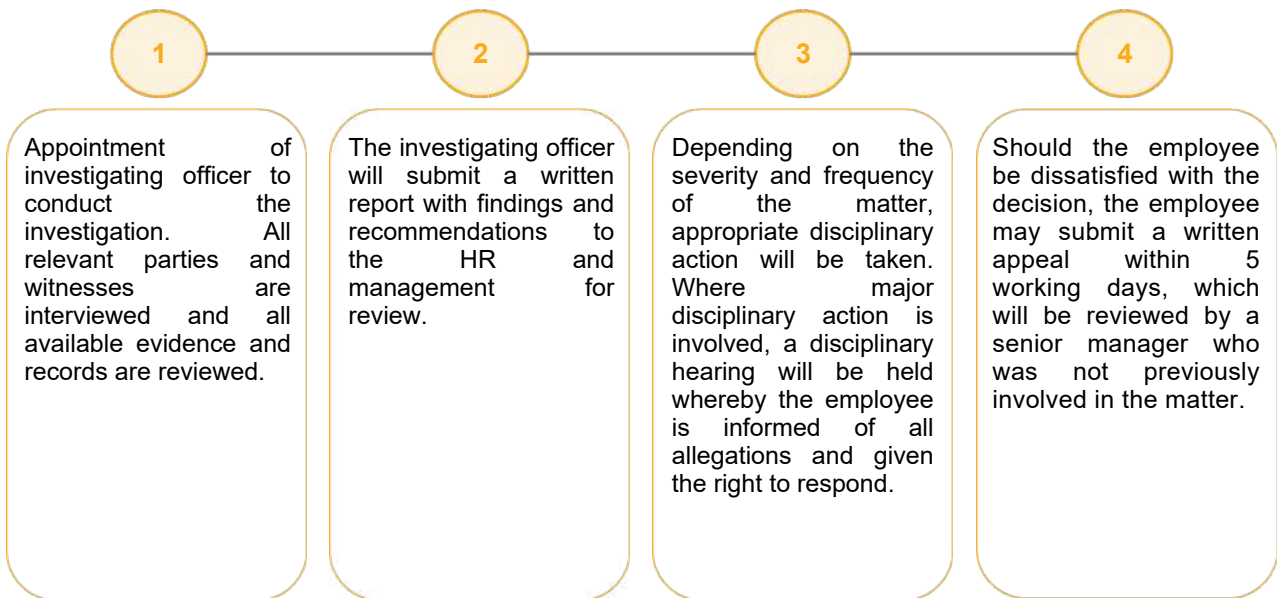 1
2
3
4
Appointment of
investigating officer to
conduct the
investigation. All
relevant parties and
witnesses are
interviewed and all
available evidence and
records are reviewed.
The investigating officer
will submit a written
report with findings and
recommendations to
the HR and
management for
review.
Depending on the
severity and frequency
of the matter,
appropriate disciplinary
action will be taken.
Where major
disciplinary action is
involved, a disciplinary
hearing will be held
whereby the employee
is informed of all
allegations and given
the right to respond.
Should the employee
be dissatisfied with the
decision, the employee
may submit a written
appeal within 5
working days, which
will be reviewed by a
senior manager who
was not previously
involved in the matter.